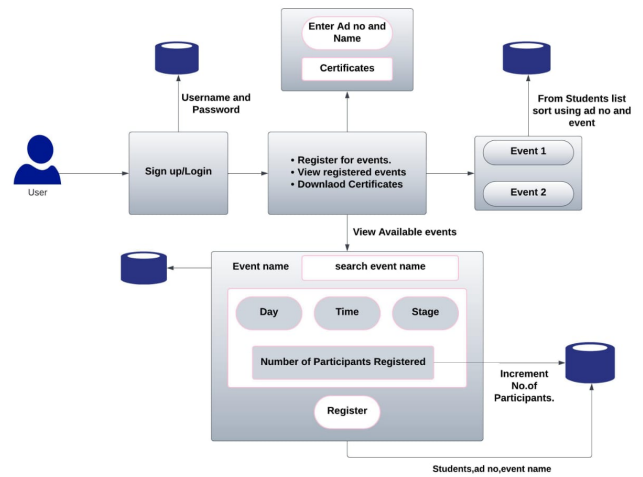 Enter Ad no and
Name
Certificates
Username and
Password
From Students list
sort using ad no and
event
User
Sign up/Login
• Register for events.
• View registered events
• Downlaod Certificates
Event 1
Event 2
View Available events
Event name
search event name
Day
Time
Stage
Number of Participants Registered
Increment
No.of
Participants.
Register
Students,ad no,event name